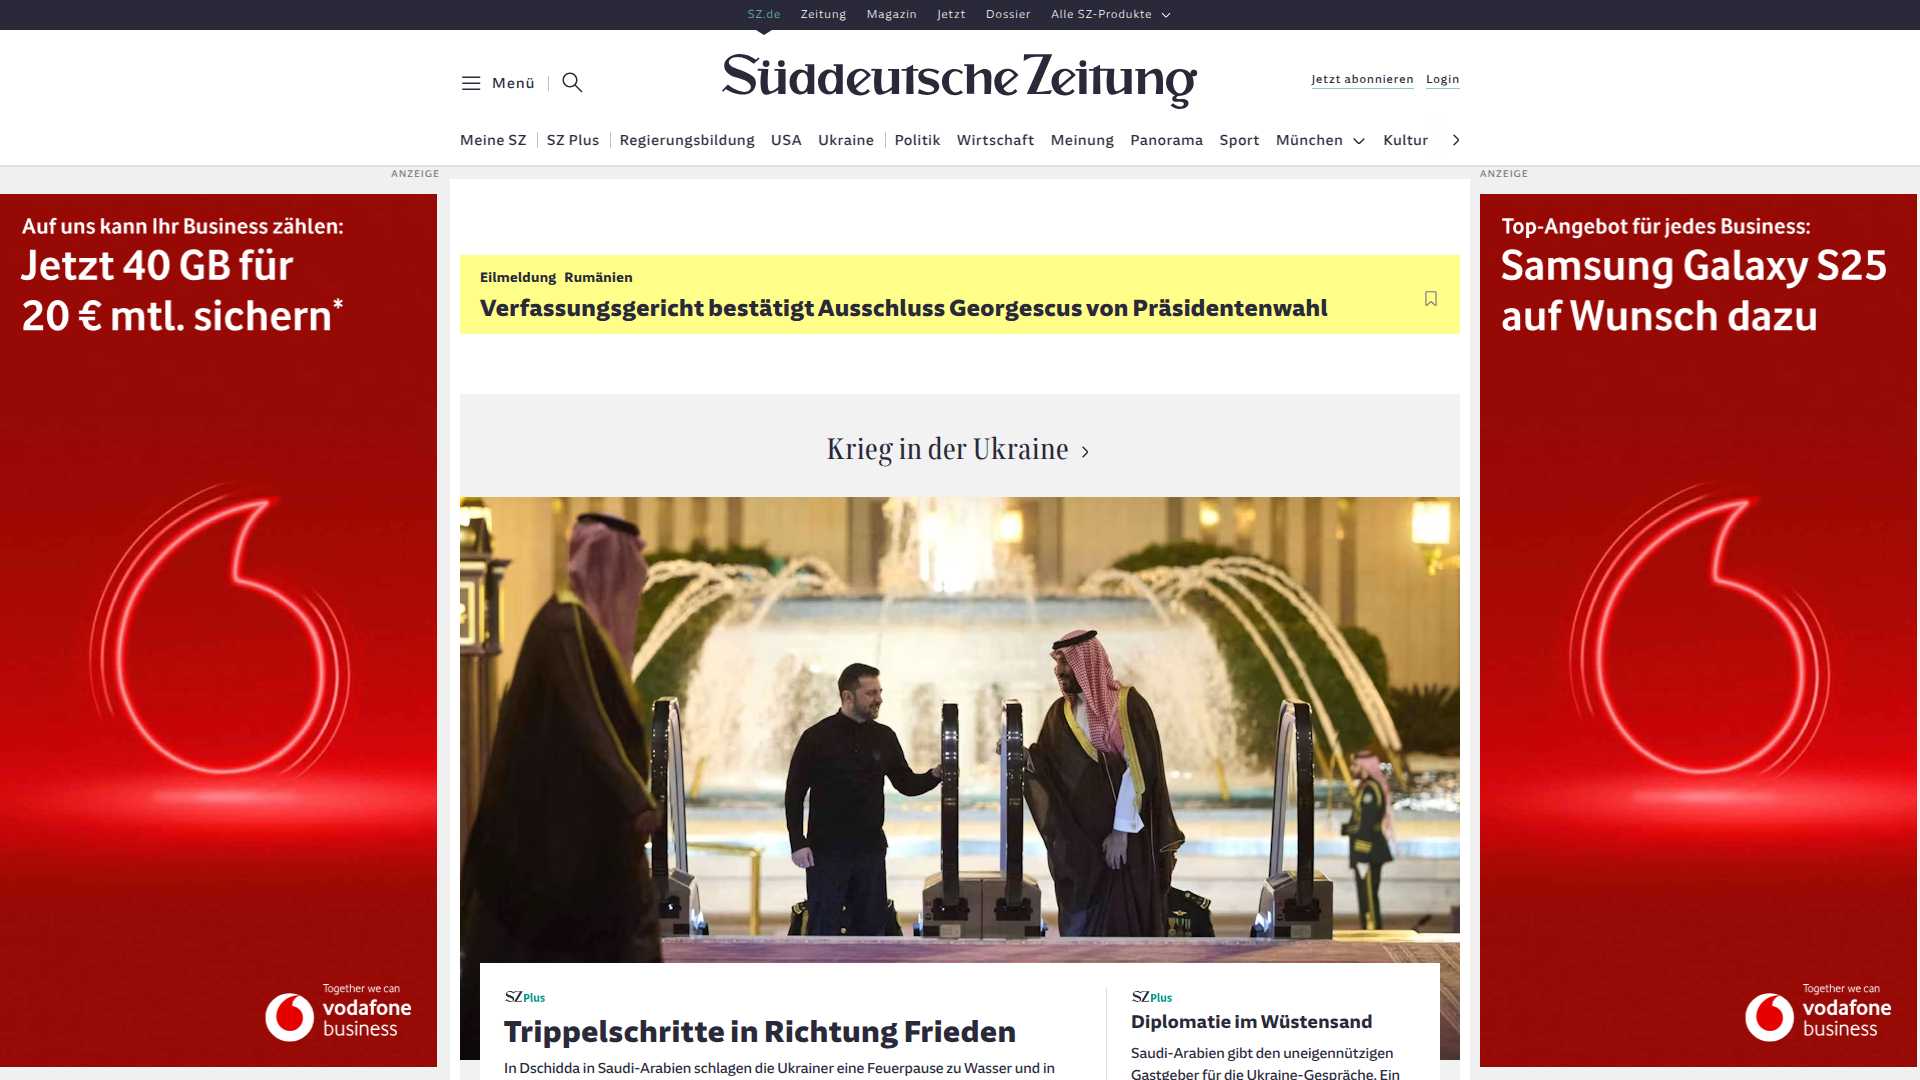 SZ.de Zeitung Magazin Jetzt Dossier Alle SZ-Produkte
Menü
Süddeutsche Zeitung
Jetzt abonnieren Login
Meine SZ SZ Plus Regierungsbildung USA Ukraine Politik Wirtschaft Meinung Panorama Sport München Kultur
ANZEIGE
Auf uns kann Ihr Business zählen:
Jetzt 40 GB für
20 € mtl. sichern*
Together we can
vodafone
business
Eilmeldung Rumänien
Verfassungsgericht bestätigt Ausschluss Georgescus von Präsidentenwahl
Krieg in der Ukraine
SZ Plus
Trippelschritte in Richtung Frieden
In Dschidda in Saudi-Arabien schlagen die Ukrainer eine Feuerpause zu Wasser und in
SZ Plus
Diplomatie im Wüstensand
Saudi-Arabien gibt den uneigennützigen
Gastgeber für die Ukraine-Gespräche. Ein
ANZEIGE
Top-Angebot für jedes Business:
Samsung Galaxy S25
auf Wunsch dazu
Together we can
vodafone
business